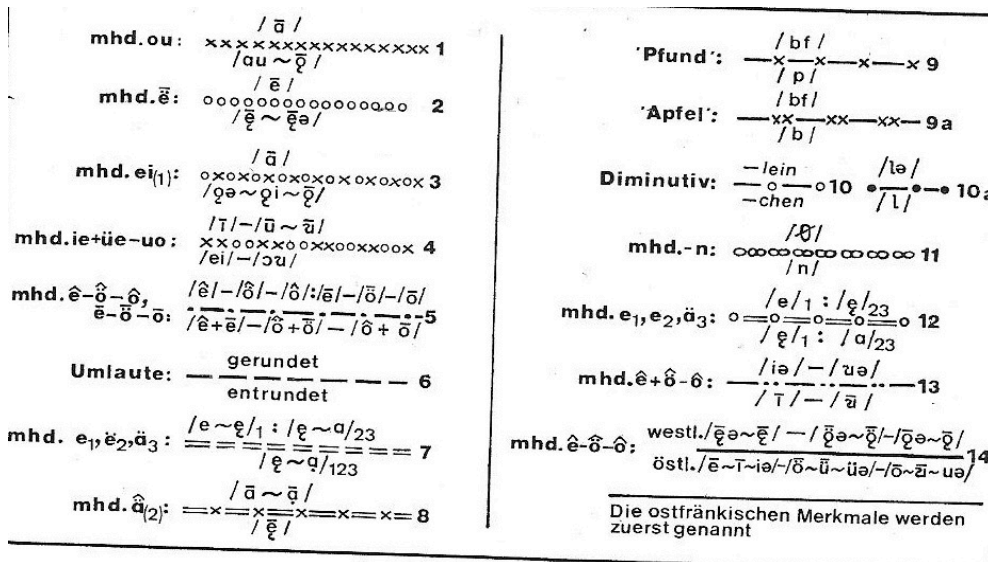 / ā /
mhd. ou: 1
/au ~ ǭ /
/ ē /
mhd. ë̄: 2
/ę̄ ~ ę̄ə/
/ ā /
mhd. ei(1): 3
/ǫə ~ ǫi ~ ǭ/
/ī/–/ū ~ ǖ/
mhd. ie+üe–uo: 4
/ei/–/ɔu/
mhd. ê–ö̂–ô, /ê/–/ö̂/–/ô/:/ē/–/ȫ/–/ō/
ē–ȫ–ō: 5
/ê+ē/–/ö̂+ȫ/–/ô+ ō/
gerundet
Umlaute: 6
entrundet
/e ~ ę/1 : /ę ~ a/23
mhd. e1, ë2, ä3 : 7
/ę ~ ą/123
/ ā ~ ą̄ /
mhd. ä̂(2): 8
/ ę̄ /
/ bf /
'Pfund': 9
/ p /
/ bf /
'Apfel': 9a
/ b /
–lein /lə/
Diminutiv: 10 10a
–chen / l /
/Ø/
mhd. -n: 11
/ n /
/e/1 : /ę/23
mhd. e1, e2, ä3: 12
/ ę/1 : / a/23
/iə/–/uə/
mhd. ê+ö̂–ô: 13
/ ī /–/ ū /
westl./ę̄ə~ę̄/ – / ǭ̈ə~ǭ̈/–/ǭə~ǭ/
mhd. ê–ö̂–ô: 14
östl./ē~ī~iə/–/ȫ~ǖ~üə/–/ō~ū~uə/
Die ostfränkischen Merkmale werden
zuerst genannt